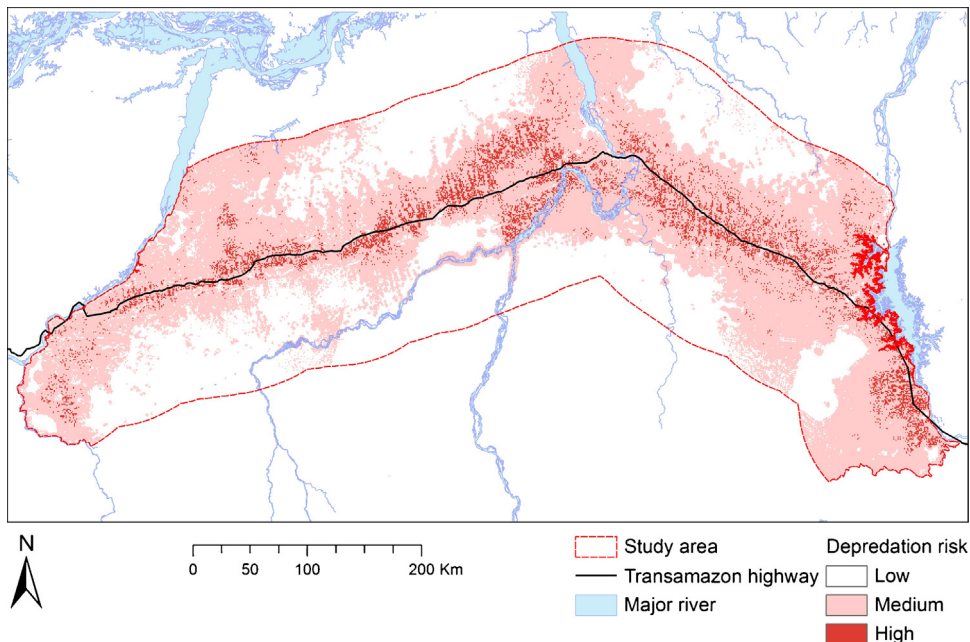 N
0 50 100 200 Km
Study area
Transamazon highway
Major river
Depredation risk
Low
Medium
High